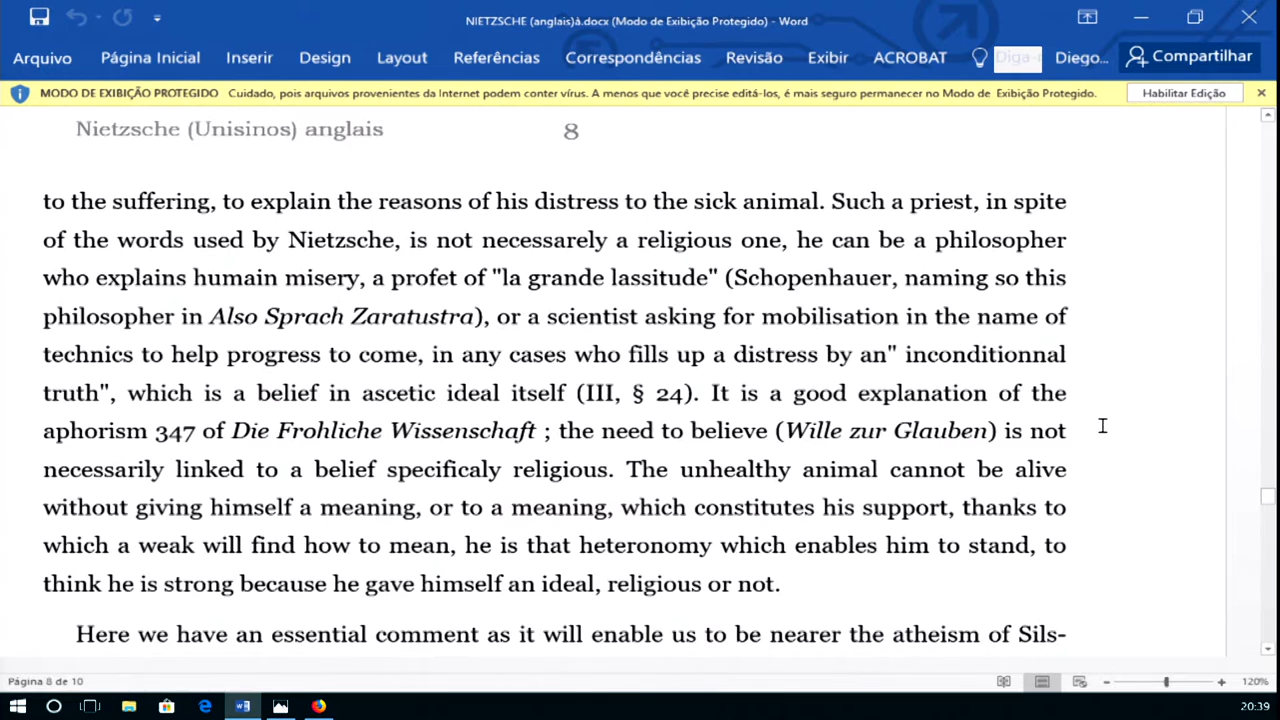 NIETZSCHE (anglais)à.docx (Modo de Exibição Protegido) - Word
Arquivo Página Inicial Inserir Design Layout Referências Correspondências Revisão Exibir ACROBAT Diga- Diego... Compartilhar
MODO DE EXIBIÇÃO PROTEGIDO Cuidado, pois arquivos provenientes da Internet podem conter vírus. A menos que você precise editá-los, é mais seguro permanecer no Modo de Exibição Protegido. Habilitar Edição
Nietzsche (Unisinos) anglais 8
to the suffering, to explain the reasons of his distress to the sick animal. Such a priest, in spite
of the words used by Nietzsche, is not necessarely a religious one, he can be a philosopher
who explains humain misery, a profet of "la grande lassitude" (Schopenhauer, naming so this
philosopher in Also Sprach Zaratustra), or a scientist asking for mobilisation in the name of
technics to help progress to come, in any cases who fills up a distress by an" inconditionnal
truth", which is a belief in ascetic ideal itself (III, § 24). It is a good explanation of the
aphorism 347 of Die Frohliche Wissenschaft ; the need to believe (Wille zur Glauben) is not
necessarily linked to a belief specificaly religious. The unhealthy animal cannot be alive
without giving himself a meaning, or to a meaning, which constitutes his support, thanks to
which a weak will find how to mean, he is that heteronomy which enables him to stand, to
think he is strong because he gave himself an ideal, religious or not.
Here we have an essential comment as it will enable us to be nearer the atheism of Sils-
Página 8 de 10 120%
20:39